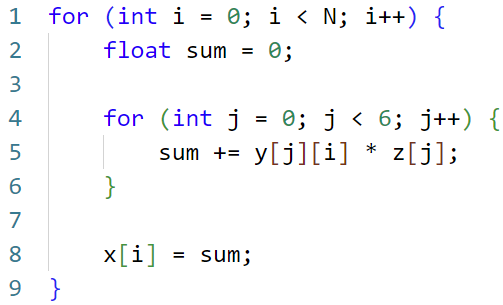 1 for (int i = 0; i < N; i++) {
2     float sum = 0;
3
4     for (int j = 0; j < 6; j++) {
5         sum += y[j][i] * z[j];
6     }
7
8     x[i] = sum;
9 }